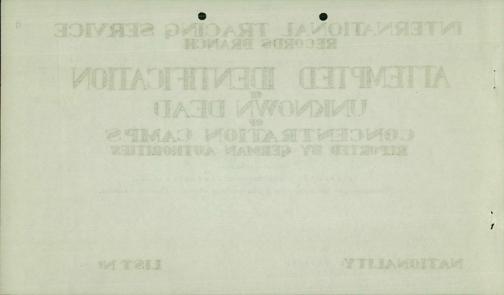 INTERNATIONAL TRACING SERVICE
RECORDS BRANCH
ATTEMPTED IDENTIFICATION
OF
UNKNOWN DEAD
OF
CONCENTRATION CAMPS
REPORTED BY GERMAN AUTHORITIES
NATIONALITY
LIST Nº